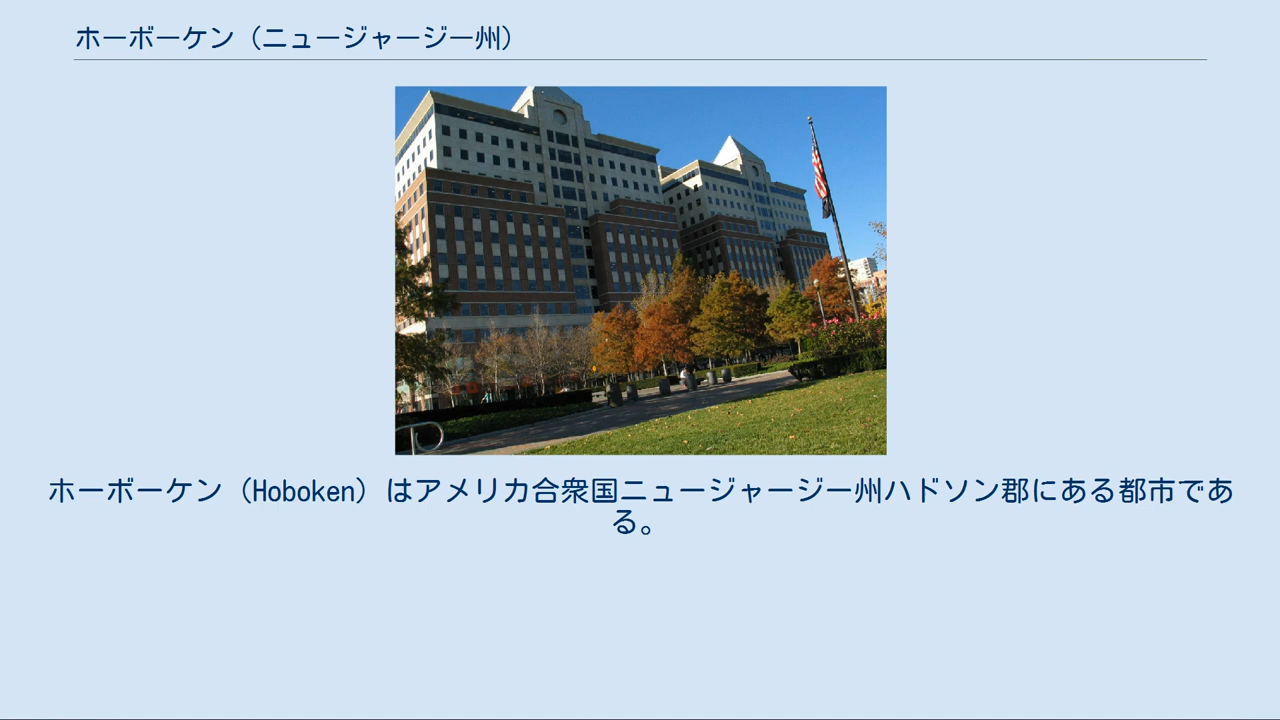 ホーボーケン（ニュージャージー州）
ホーボーケン（Hoboken）はアメリカ合衆国ニュージャージー州ハドソン郡にある都市であ
る。